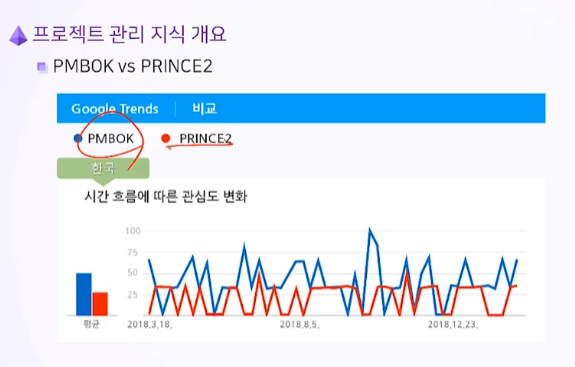 프로젝트 관리 지식 개요
PMBOK vs PRINCE2
Google Trends 비교
PMBOK PRINCE2
한국
시간 흐름에 따른 관심도 변화
100
75
50
25
평균 2018.3.18. 2018.8.5. 2018.12.23.